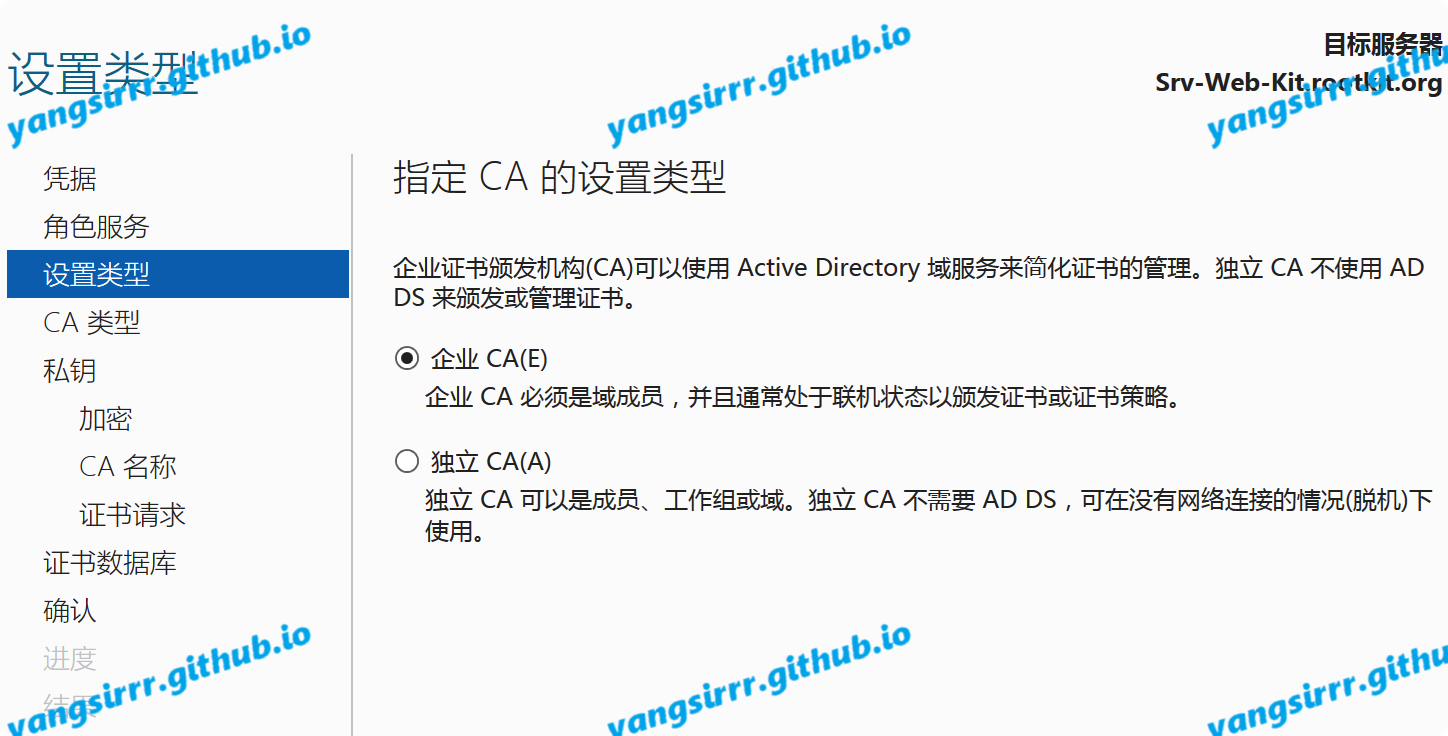 设置类型
目标服务器
Srv-Web-Kit.rootkit.org
yangsirrr.github.io
yangsirrr.github.io
yangsirrr.github
凭据
角色服务
设置类型
CA 类型
私钥
加密
CA 名称
证书请求
证书数据库
确认
进度
结果
指定 CA 的设置类型
企业证书颁发机构(CA)可以使用 Active Directory 域服务来简化证书的管理。独立 CA 不使用 AD
DS 来颁发或管理证书。
企业 CA(E)
企业 CA 必须是域成员，并且通常处于联机状态以颁发证书或证书策略。
独立 CA(A)
独立 CA 可以是成员、工作组或域。独立 CA 不需要 AD DS，可在没有网络连接的情况(脱机)下
使用。
yangsirrr.github.io
yangsirrr.github.io
yangsirrr.github